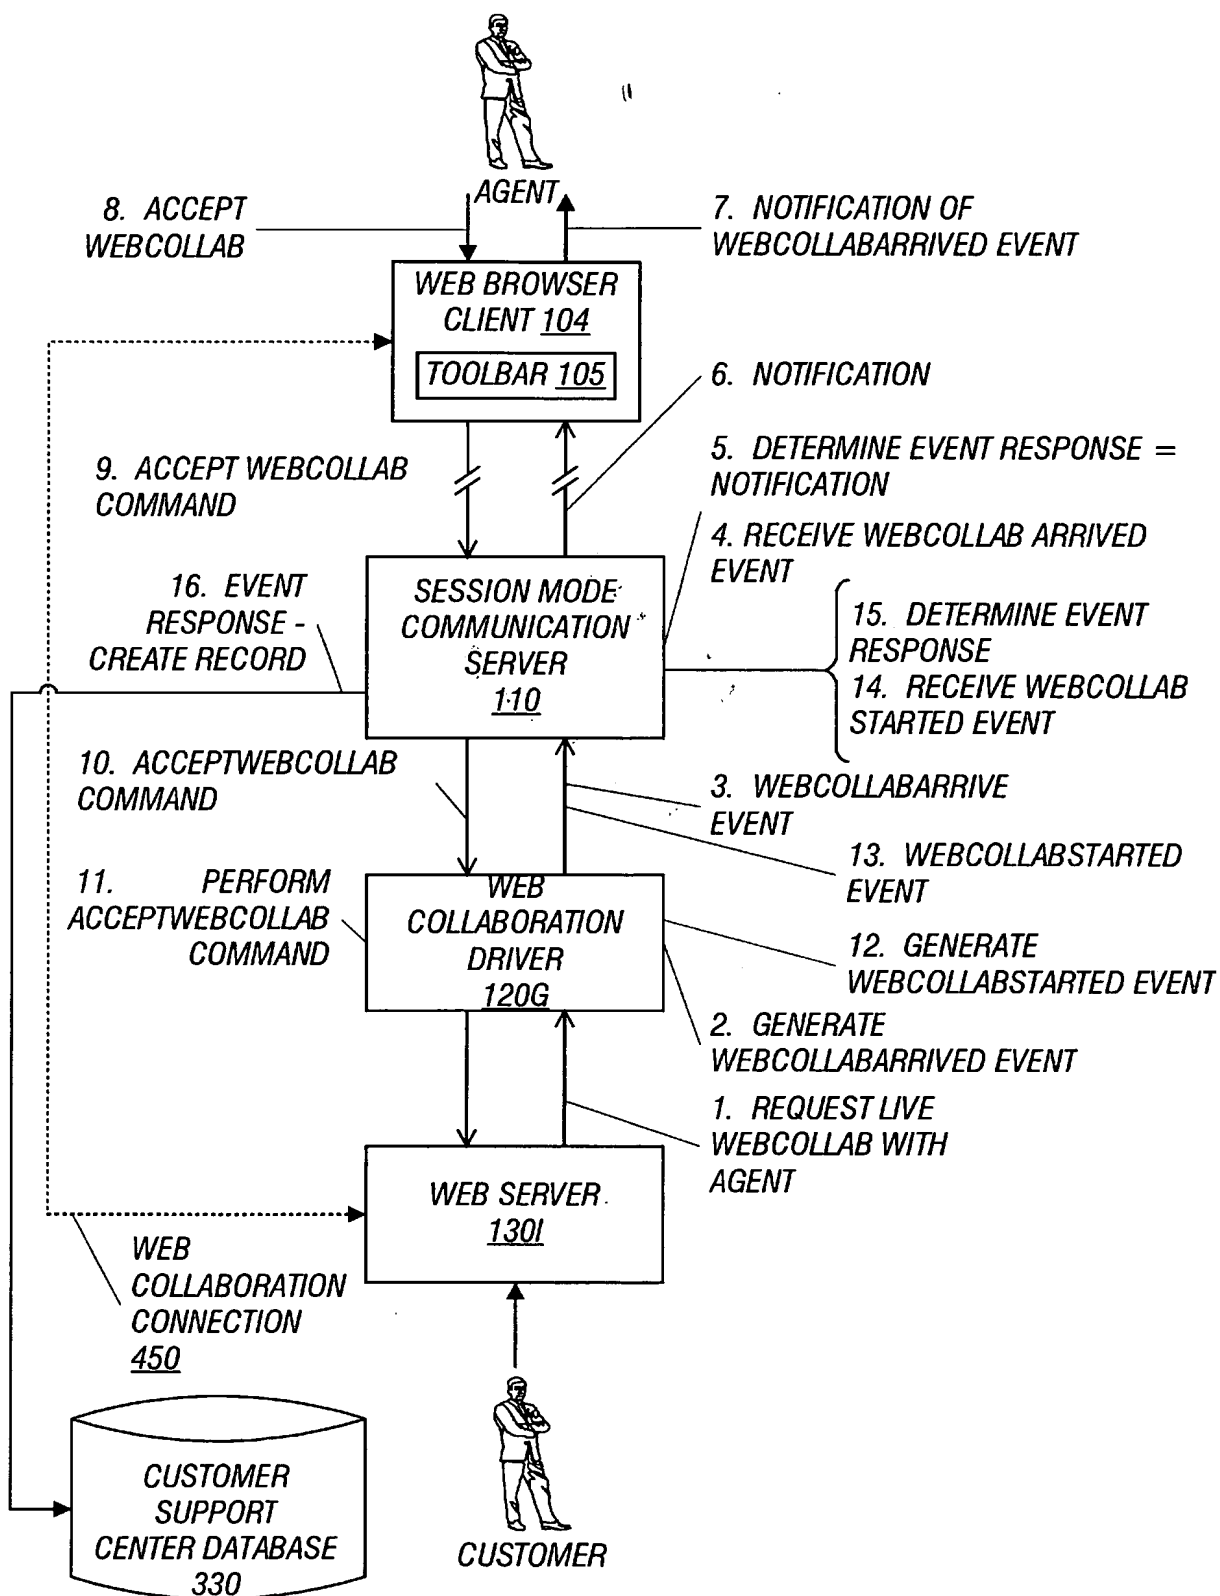 AGENT
8. ACCEPT
WEBCOLLAB
7. NOTIFICATION OF
WEBCOLLABARRIVED EVENT
WEB BROWSER
CLIENT 104
TOOLBAR 105
6. NOTIFICATION
9. ACCEPT WEBCOLLAB
COMMAND
5. DETERMINE EVENT RESPONSE =
NOTIFICATION
4. RECEIVE WEBCOLLAB ARRIVED
EVENT
16. EVENT
RESPONSE -
CREATE RECORD
SESSION MODE
COMMUNICATION
SERVER
110
15. DETERMINE EVENT
RESPONSE
14. RECEIVE WEBCOLLAB
STARTED EVENT
10. ACCEPTWEBCOLLAB
COMMAND
3. WEBCOLLABARRIVE
EVENT
13. WEBCOLLABSTARTED
EVENT
11. PERFORM
ACCEPTWEBCOLLAB
COMMAND
WEB
COLLABORATION
DRIVER
120G
12. GENERATE
WEBCOLLABSTARTED EVENT
2. GENERATE
WEBCOLLABARRIVED EVENT
1. REQUEST LIVE
WEBCOLLAB WITH
AGENT
WEB SERVER
130I
WEB
COLLABORATION
CONNECTION
450
CUSTOMER
SUPPORT
CENTER DATABASE
330
CUSTOMER